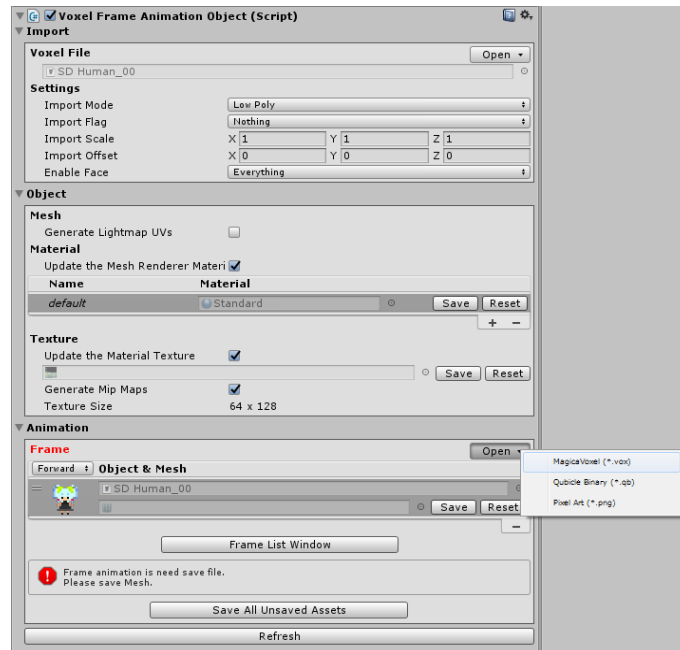 Voxel Frame Animation Object (Script)
Import
Voxel File Open
SD Human_00
Settings
Import Mode Low Poly
Import Flag Nothing
Import Scale X 1 Y 1 Z 1
Import Offset X 0 Y 0 Z 0
Enable Face Everything
Object
Mesh
Generate Lightmap UVs
Material
Update the Mesh Renderer Materi
Name Material
default Standard Save Reset
+ −
Texture
Update the Material Texture
Save Reset
Generate Mip Maps
Texture Size 64 x 128
Animation
Frame Open
Forward Object & Mesh
SD Human_00
Save Reset
−
MagicaVoxel (*.vox)
Qubicle Binary (*.qb)
Pixel Art (*.png)
Frame List Window
Frame animation is need save file.
Please save Mesh.
Save All Unsaved Assets
Refresh